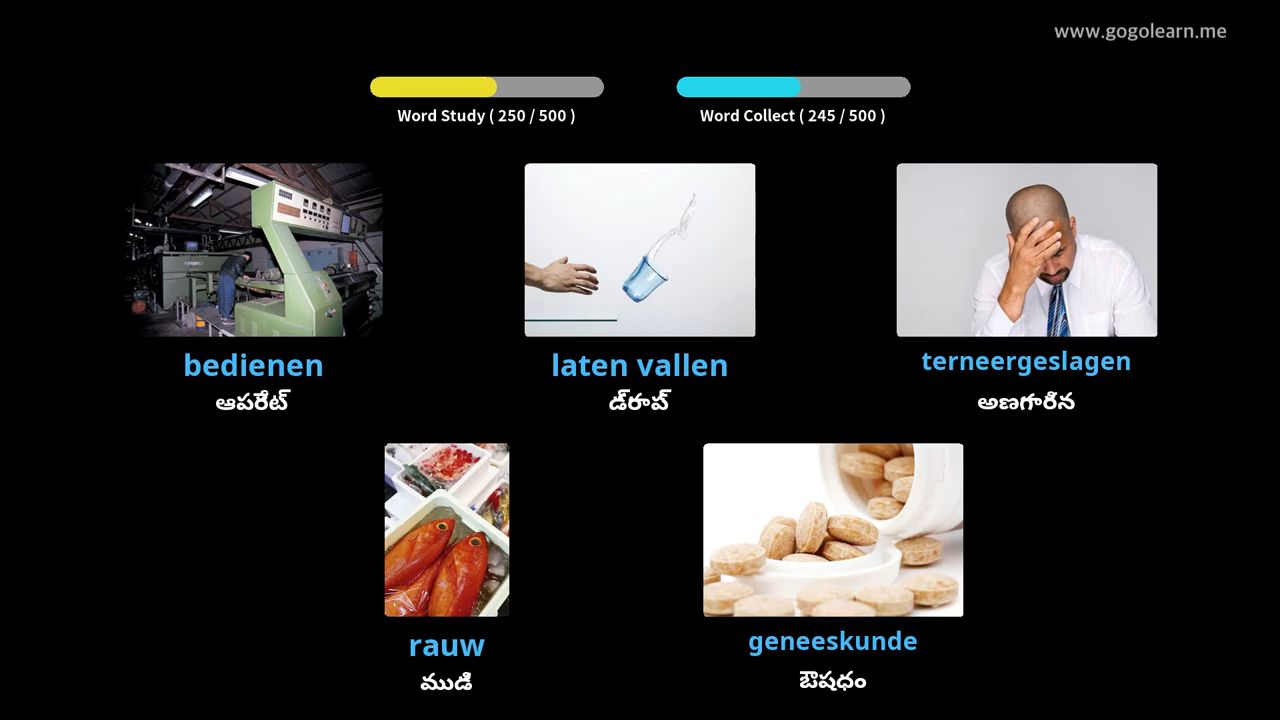 www.gogolearn.me
Word Study ( 250 / 500 )
Word Collect ( 245 / 500 )
bedienen
ఆపరేట్
laten vallen
డ్రాప్
terneergeslagen
అణగారిన
rauw
ముడి
geneeskunde
ఔషధం